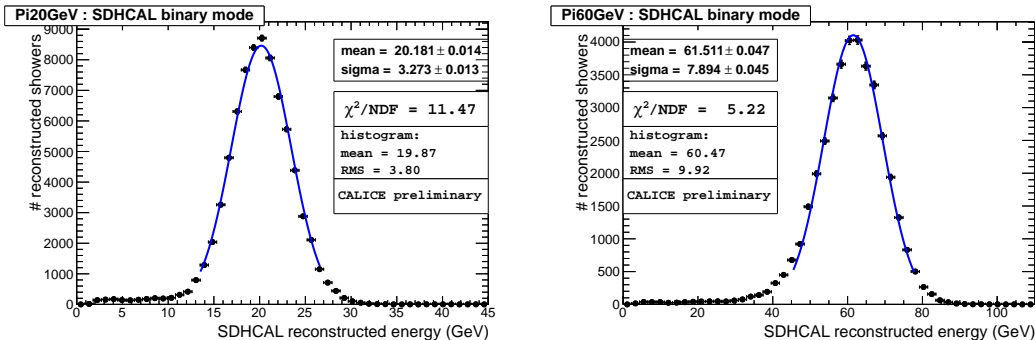 Pi20GeV : SDHCAL binary mode
# reconstructed showers
9000
8000
7000
6000
5000
4000
3000
2000
1000
0
mean = 20.181 ± 0.014
sigma = 3.273 ± 0.013
χ²/NDF = 11.47
histogram:
mean = 19.87
RMS = 3.80
CALICE preliminary
0 5 10 15 20 25 30 35 40 45
SDHCAL reconstructed energy (GeV)
Pi60GeV : SDHCAL binary mode
# reconstructed showers
4000
3500
3000
2500
2000
1500
1000
500
0
mean = 61.511 ± 0.047
sigma = 7.894 ± 0.045
χ²/NDF = 5.22
histogram:
mean = 60.47
RMS = 9.92
CALICE preliminary
0 20 40 60 80 100
SDHCAL reconstructed energy (GeV)